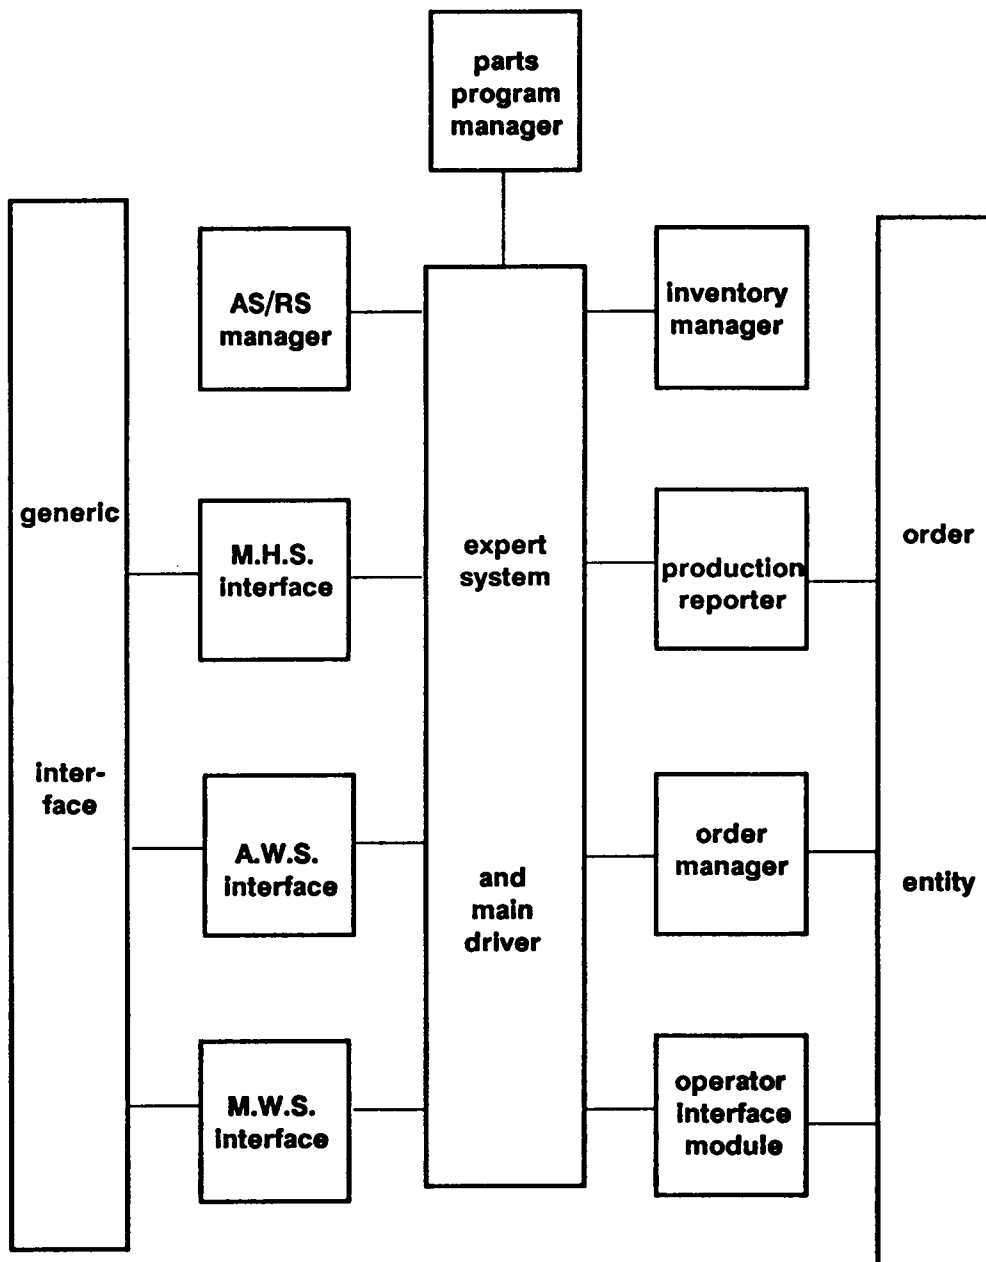 parts
program
manager
generic
inter-
face
AS/RS
manager
M.H.S.
interface
A.W.S.
interface
M.W.S.
interface
expert
system
and
main
driver
inventory
manager
production
reporter
order
manager
operator
interface
module
order
entity